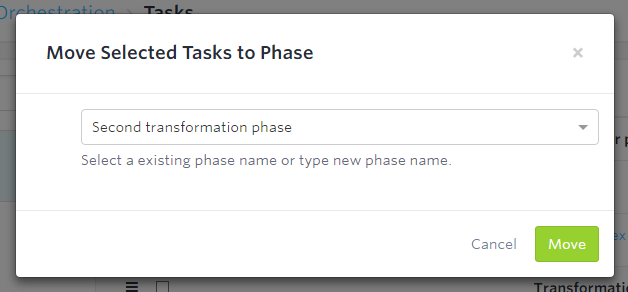 Orchestration > Tasks
Move Selected Tasks to Phase
×
Second transformation phase
Select a existing phase name or type new phase name.
Cancel
Move